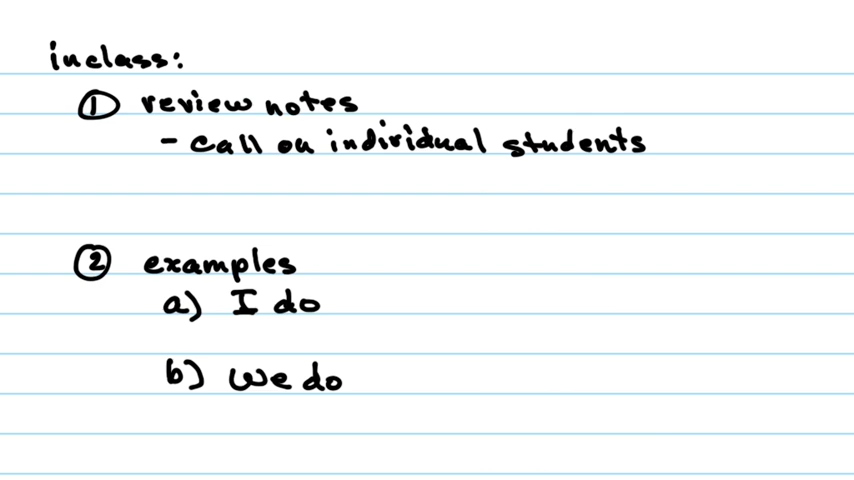 inclass:
① review notes
- call on individual students
② examples
a) I do
b) We do